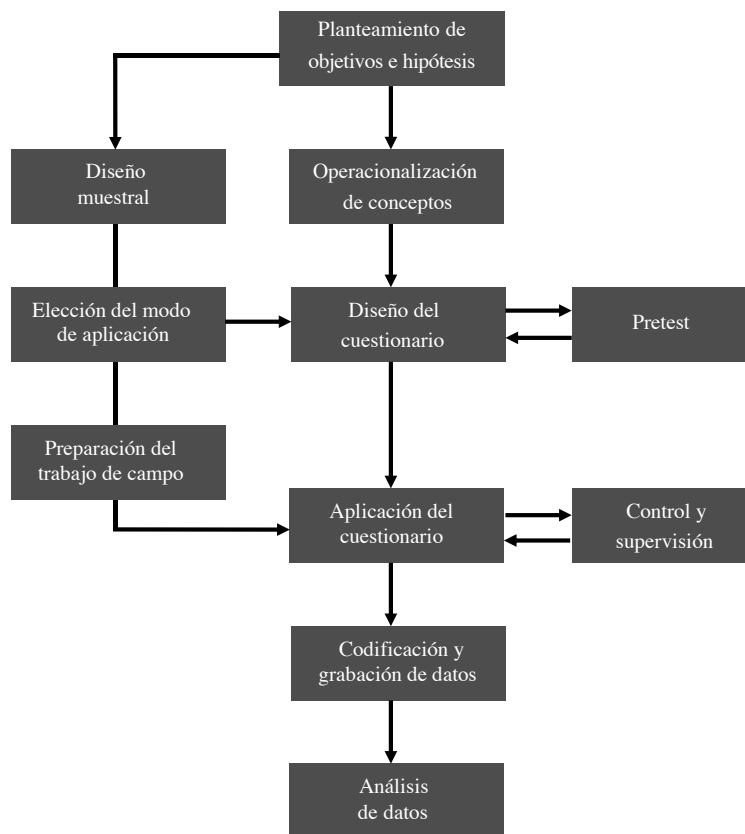 Planteamiento de
objetivos e hipótesis
Diseño
muestral
Operacionalización
de conceptos
Elección del modo
de aplicación
Diseño del
cuestionario
Pretest
Preparación del
trabajo de campo
Aplicación del
cuestionario
Control y
supervisión
Codificación y
grabación de datos
Análisis
de datos